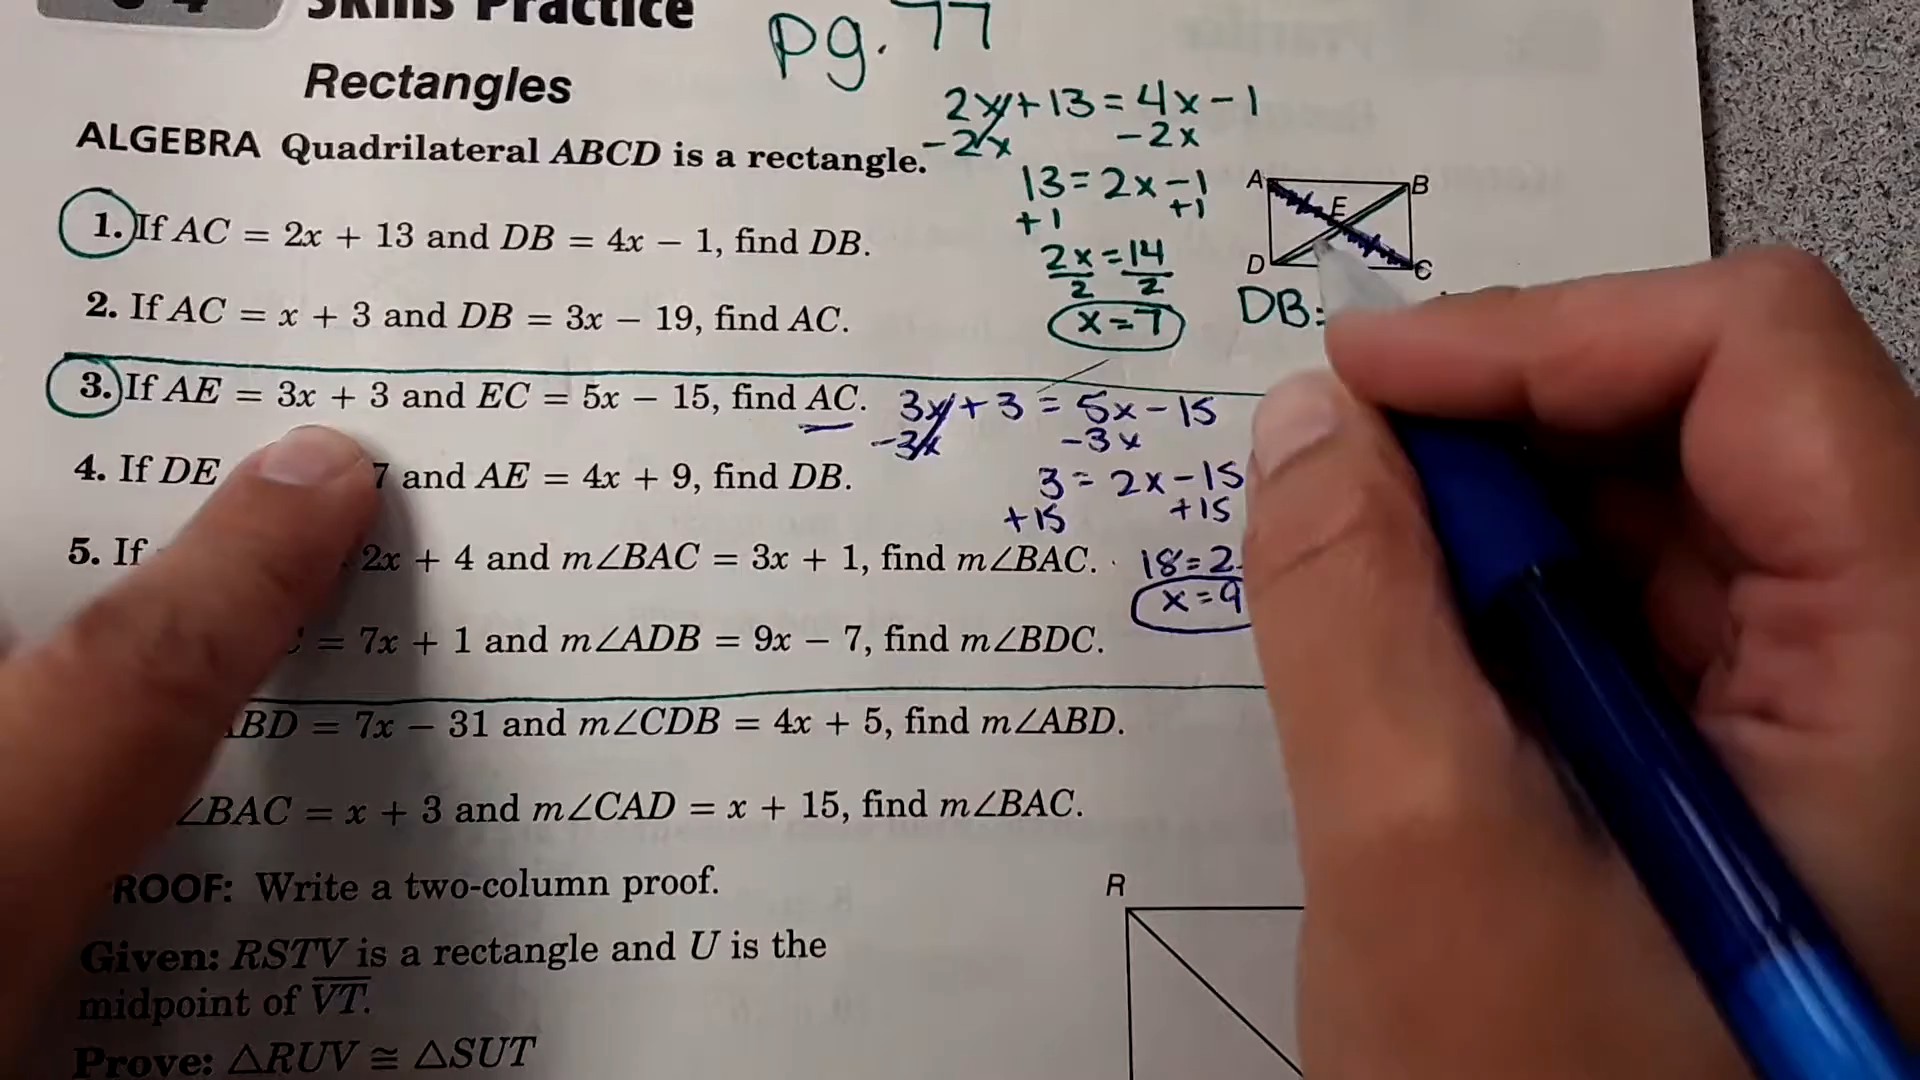 Skills Practice
pg. 77
Rectangles
ALGEBRA Quadrilateral ABCD is a rectangle.
1. If AC = 2x + 13 and DB = 4x − 1, find DB.
2. If AC = x + 3 and DB = 3x − 19, find AC.
3. If AE = 3x + 3 and EC = 5x − 15, find AC.
4. If DE 7 and AE = 4x + 9, find DB.
5. If 2x + 4 and m∠BAC = 3x + 1, find m∠BAC.
= 7x + 1 and m∠ADB = 9x − 7, find m∠BDC.
BD = 7x − 31 and m∠CDB = 4x + 5, find m∠ABD.
∠BAC = x + 3 and m∠CAD = x + 15, find m∠BAC.
ROOF: Write a two-column proof.
Given: RSTV is a rectangle and U is the
midpoint of VT.
Prove: △RUV ≅ △SUT
2x + 13 = 4x − 1
−2x −2x
13 = 2x − 1
+1 +1
2x = 14
2 2
x = 7
A B
E
D C
DB =
3x + 3 = 5x − 15
−3x −3x
3 = 2x − 15
+15 +15
18 = 2
x = 9
R